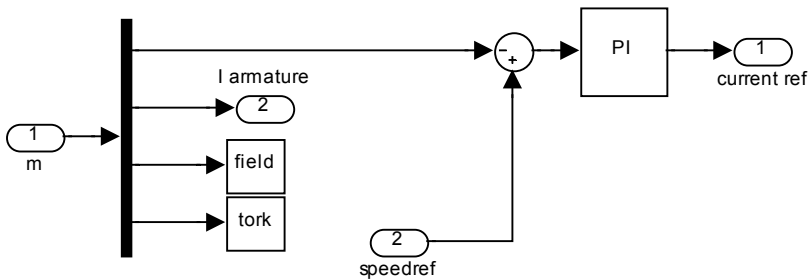 PI
1
current ref
I armature
2
1
m
field
tork
2
speedref